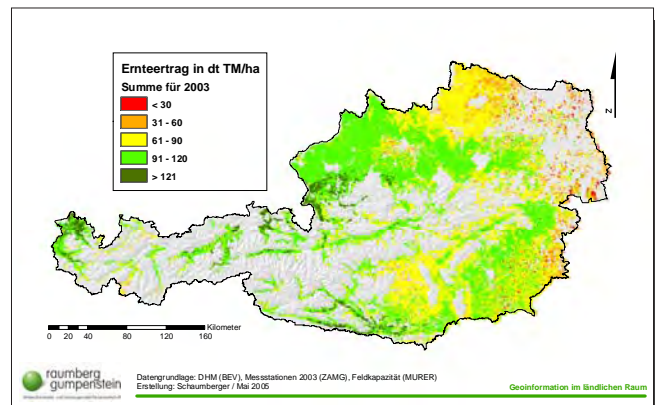 Ernteertrag in dt TM/ha
Summe für 2003
< 30
31 - 60
61 - 90
91 - 120
> 121
N
Kilometer
0 10 20 40 80 120 160
raumberg
gumpenstein
Datengrundlage: DHM (BEV), Messstationen 2003 (ZAMG), Feldkapazität (MURER)
Erstellung: Schaumberger / Mai 2005
Geoinformation im ländlichen Raum